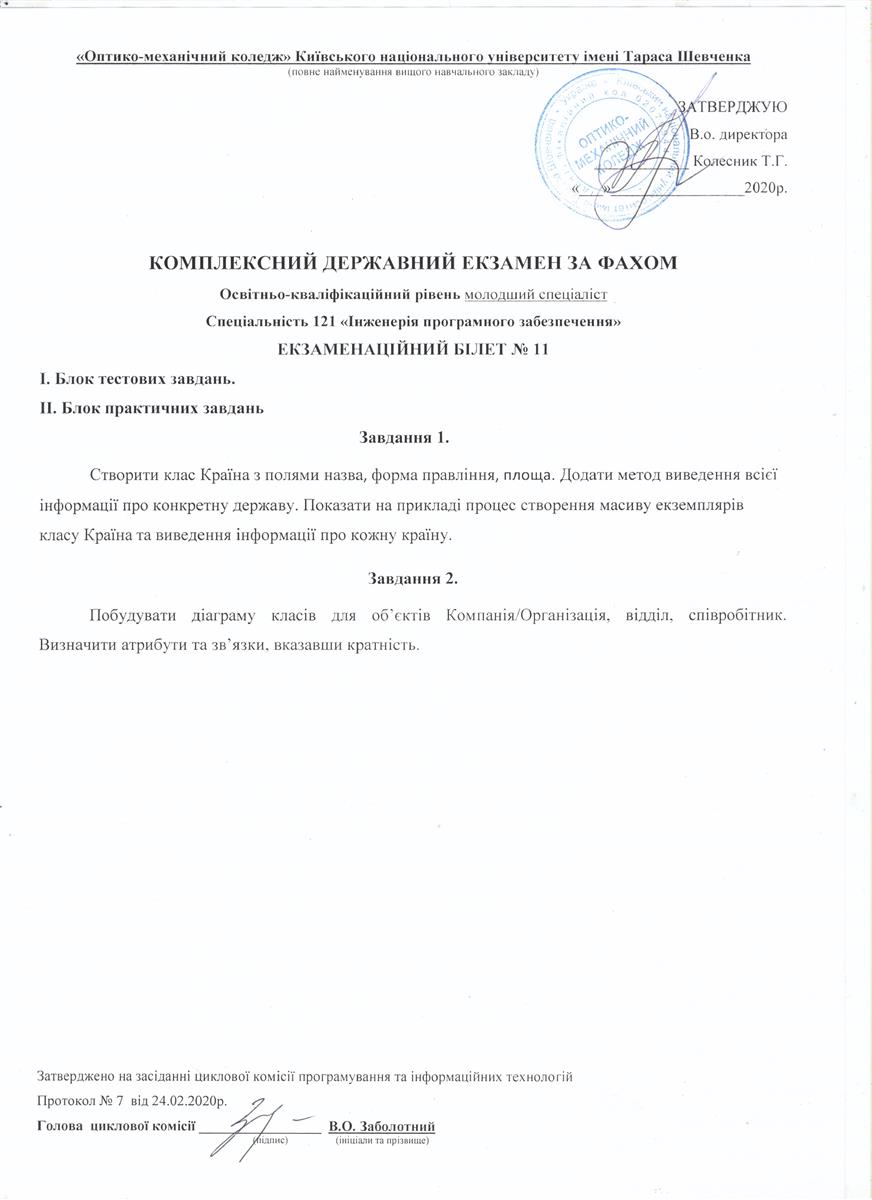 «Оптико-механічний коледж» Київського національного університету імені Тараса Шевченка
(повне найменування вищого навчального закладу)
ЗАТВЕРДЖУЮ
В.о. директора
ОПТИКО-
МЕХАНІЧНИЙ
КОЛЕДЖ
____________ Колесник Т.Г.
«___»__________________2020р.
КОМПЛЕКСНИЙ ДЕРЖАВНИЙ ЕКЗАМЕН ЗА ФАХОМ
Освітньо-кваліфікаційний рівень молодший спеціаліст
Спеціальність 121 «Інженерія програмного забезпечення»
ЕКЗАМЕНАЦІЙНИЙ БІЛЕТ № 11
І. Блок тестових завдань.
ІІ. Блок практичних завдань
Завдання 1.
Створити клас Країна з полями назва, форма правління, площа. Додати метод виведення всієї
інформації про конкретну державу. Показати на прикладі процес створення масиву екземплярів
класу Країна та виведення інформації про кожну країну.
Завдання 2.
Побудувати діаграму класів для об’єктів Компанія/Організація, відділ, співробітник.
Визначити атрибути та зв’язки, вказавши кратність.
Затверджено на засіданні циклової комісії програмування та інформаційних технологій
Протокол № 7 від 24.02.2020р.
Голова циклової комісії ________________ В.О. Заболотний
(підпис) (ініціали та прізвище)